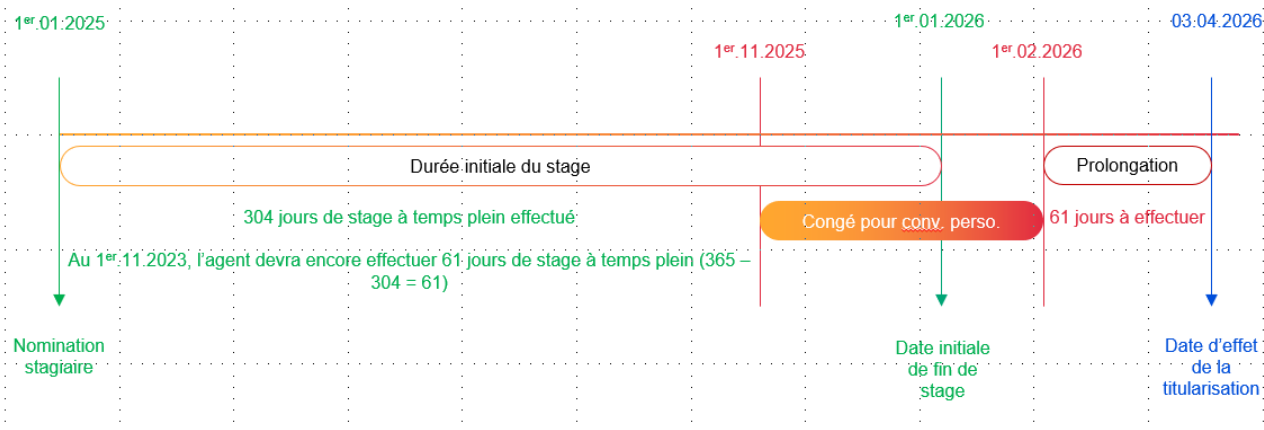 1er.01.2025
1er.01.2026
03.04.2026
1er.11.2025
1er.02.2026
Durée initiale du stage
Prolongation
304 jours de stage à temps plein effectué
Congé pour conv. perso.
61 jours à effectuer
Au 1er.11.2023, l'agent devra encore effectuer 61 jours de stage à temps plein (365 –
304 = 61)
Nomination
stagiaire
Date initiale
de fin de
stage
Date d'effet
de la
titularisation